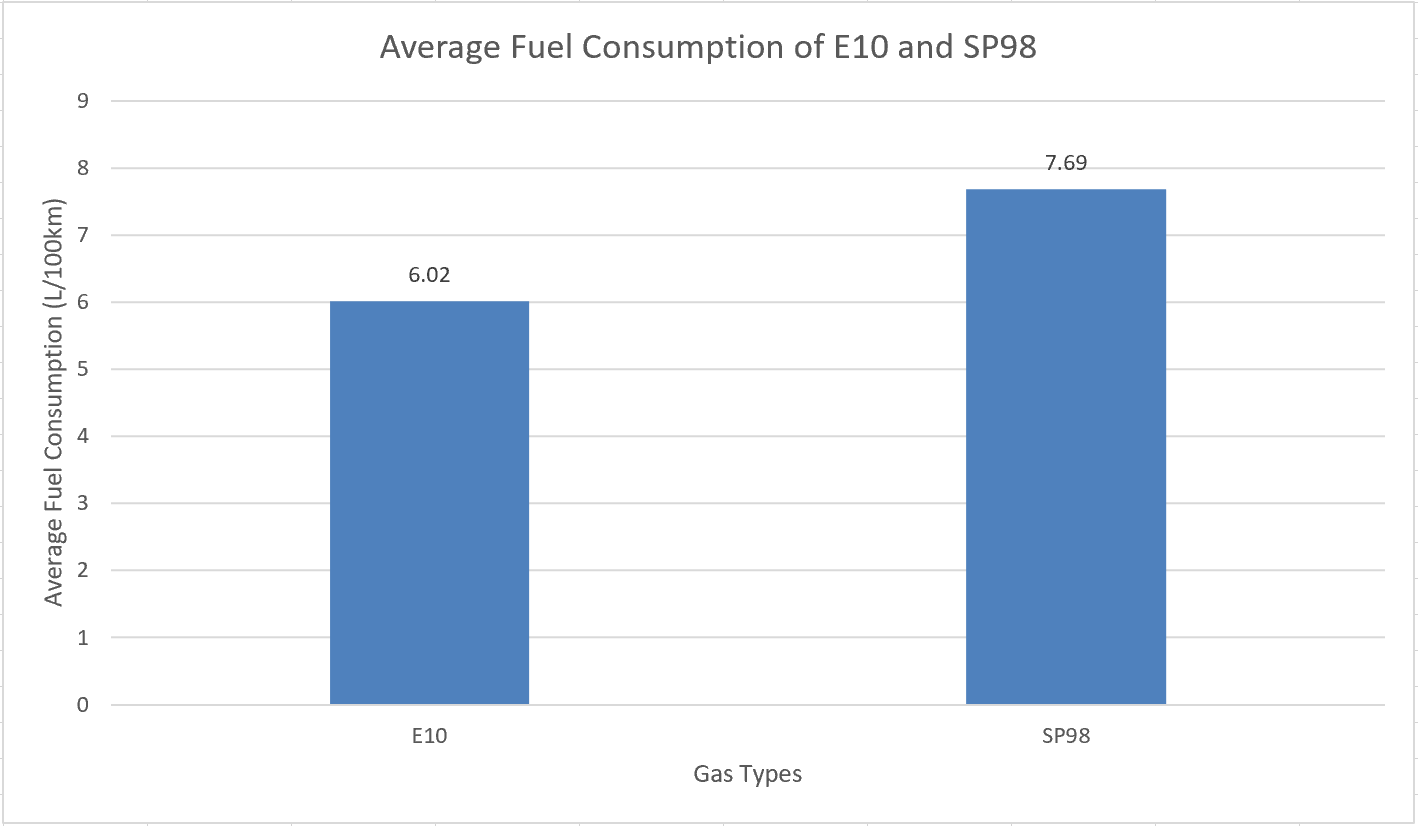 Average Fuel Consumption of E10 and SP98
Average Fuel Consumption (L/100km)
9
8
7
6
5
4
3
2
1
0
6.02
7.69
E10
SP98
Gas Types